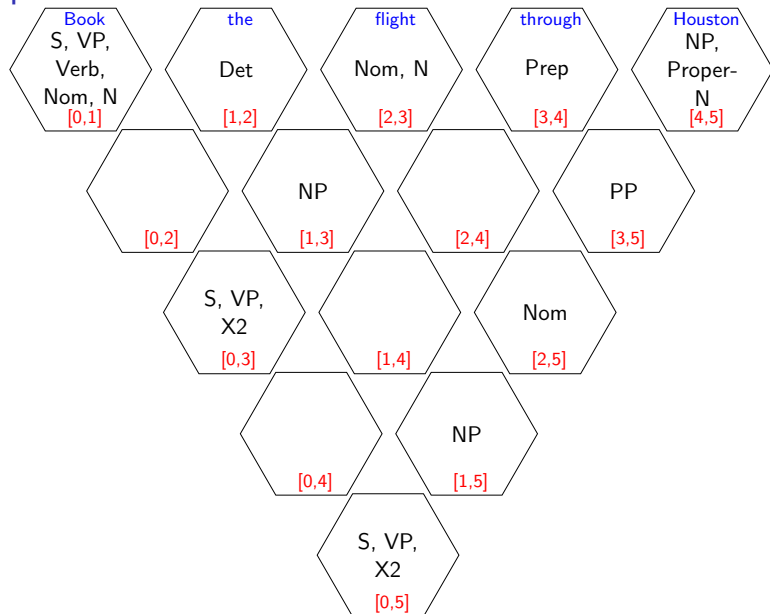 Book the flight through Houston
S, VP, Verb, Nom, N
Det
Nom, N
Prep
NP, Proper-N
[0,1] [1,2] [2,3] [3,4] [4,5]
NP PP
[0,2] [1,3] [2,4] [3,5]
S, VP, X2
Nom
[0,3] [1,4] [2,5]
NP
[0,4] [1,5]
S, VP,
X2
[0,5]